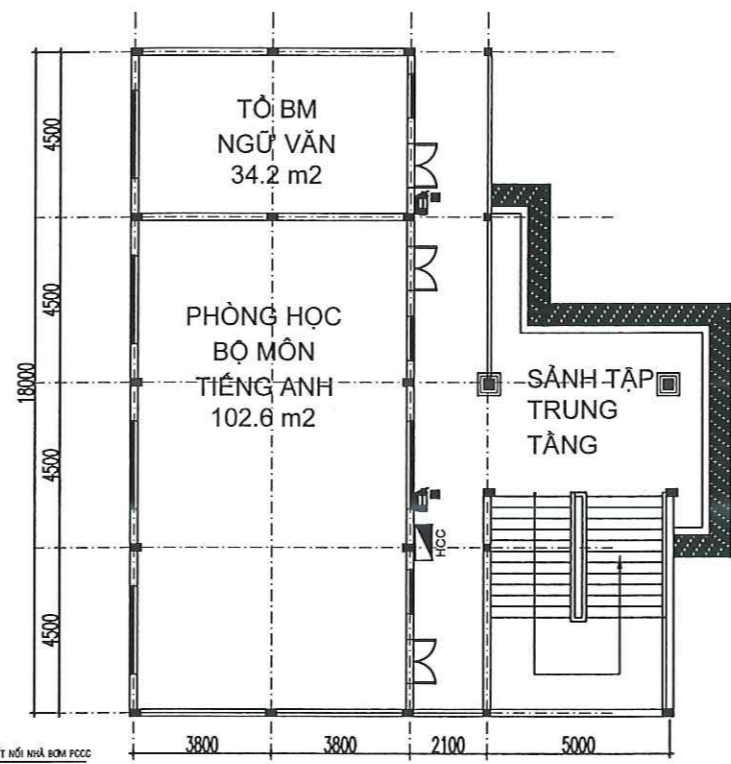 TỔ BM
NGỮ VĂN
34.2 m2
PHÒNG HỌC
BỘ MÔN
TIẾNG ANH
102.6 m2
SẢNH TẬP
TRUNG
TẦNG
HCC
4500
4500
4500
4500
18000
3800
3800
2100
5000
T NỐI NHÀ BƠM PCCC